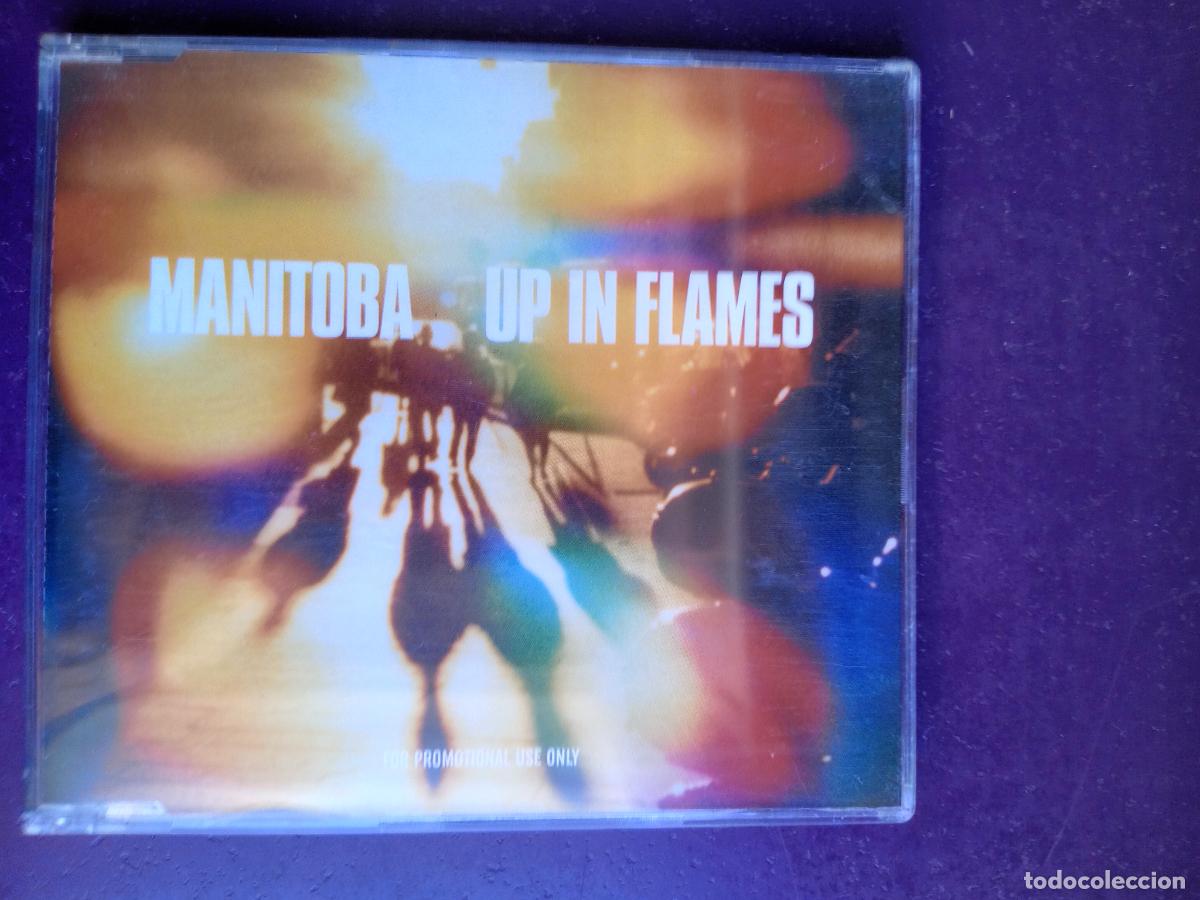 MANITOBA UP IN FLAMES
FOR PROMOTIONAL USE ONLY
todocoleccion